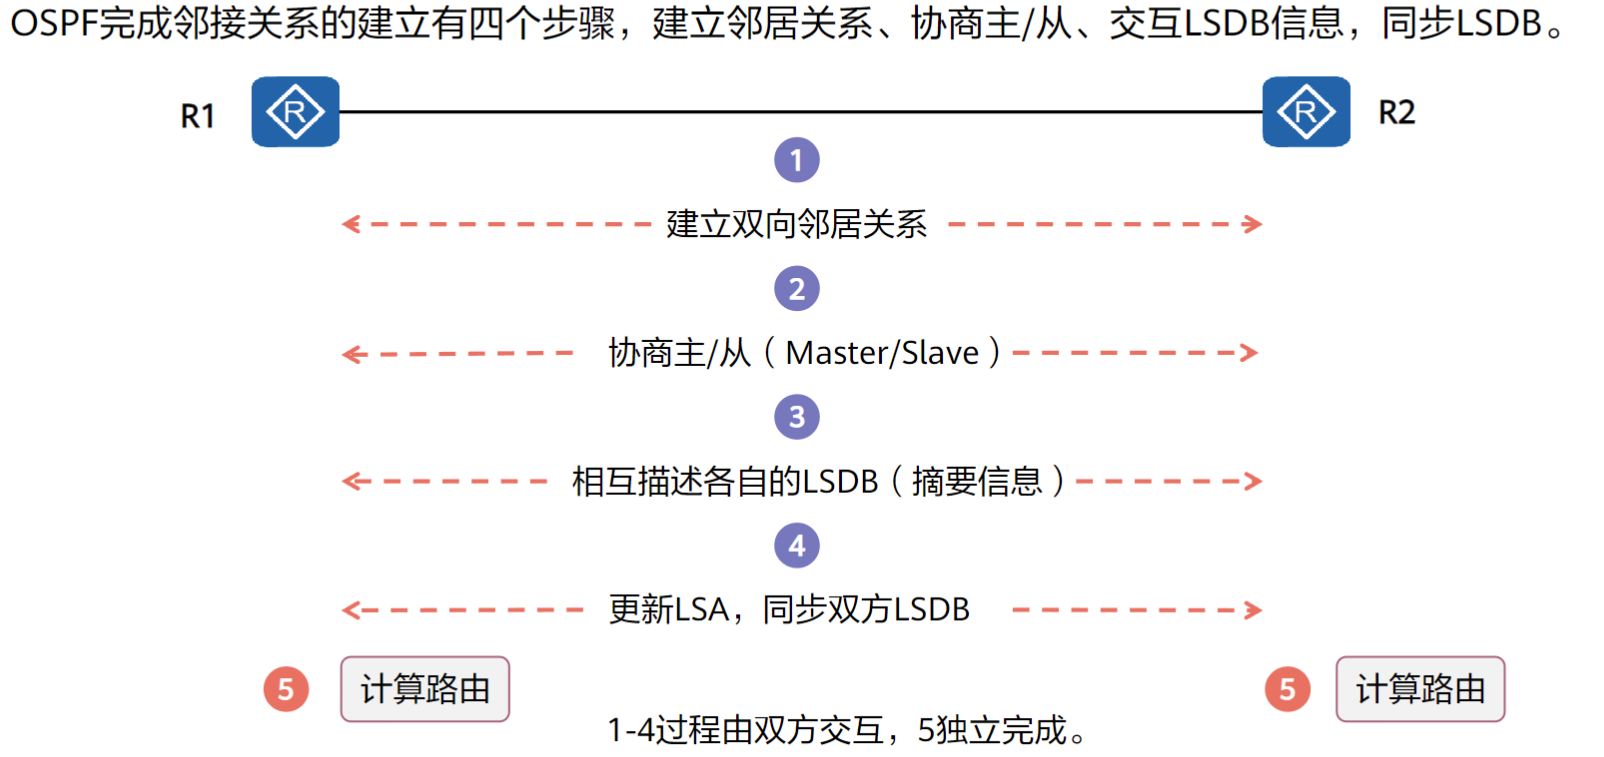 OSPF完成邻接关系的建立有四个步骤，建立邻居关系、协商主/从、交互LSDB信息，同步LSDB。
R1
R
R
R2
1
建立双向邻居关系
2
协商主/从（Master/Slave）
3
相互描述各自的LSDB（摘要信息）
4
更新LSA，同步双方LSDB
5
计算路由
5
计算路由
1-4过程由双方交互，5独立完成。